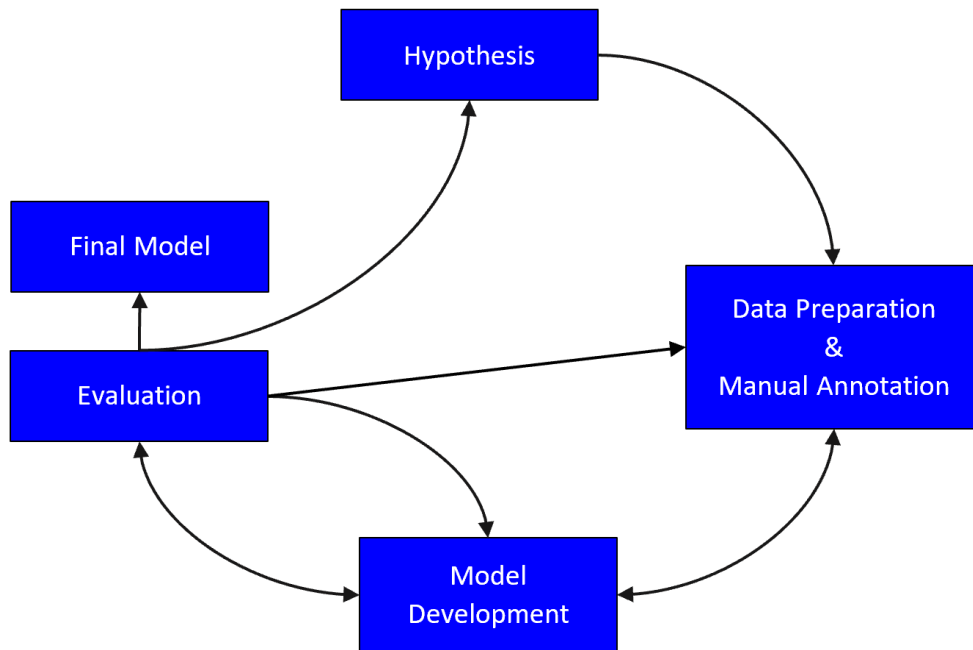 Hypothesis
Final Model
Data Preparation
&
Manual Annotation
Evaluation
Model
Development